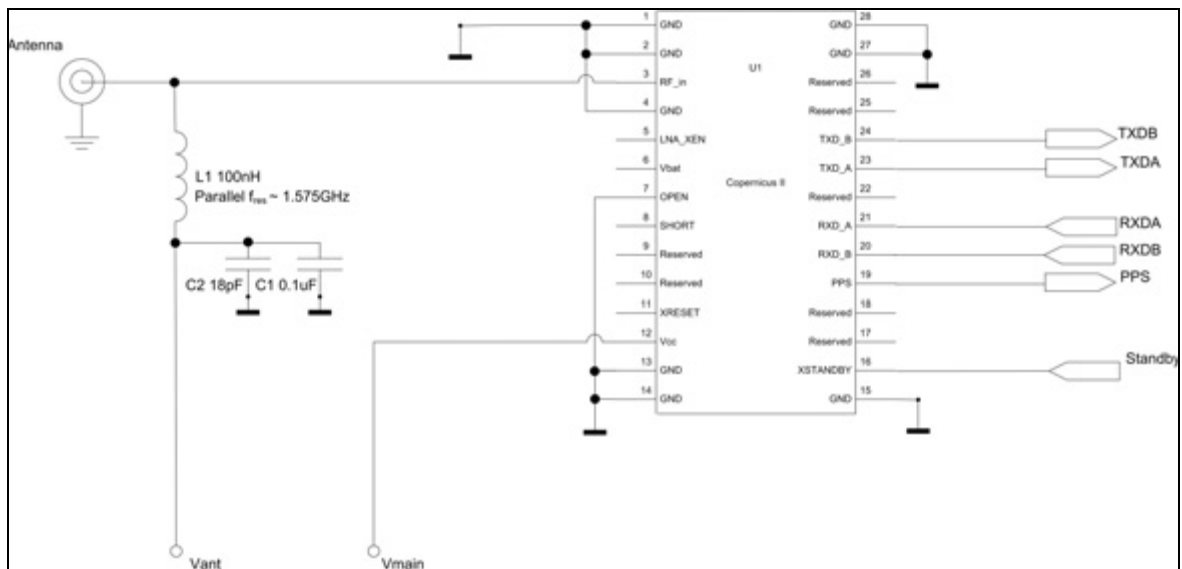 Antenna
L1 100nH
Parallel fres ~ 1.575GHz
C2 18pF C1 0.1uF
Vant
Vmain
U1
Copernicus II
1 GND
2 GND
3 RF_in
4 GND
5 LNA_XEN
6 Vbat
7 OPEN
8 SHORT
9 Reserved
10 Reserved
11 XRESET
12 Vcc
13 GND
14 GND
GND 28
GND 27
Reserved 26
Reserved 25
TXD_B 24 TXDB
TXD_A 23 TXDA
Reserved 22
RXD_A 21 RXDA
RXD_B 20 RXDB
PPS 19 PPS
Reserved 18
Reserved 17
XSTANDBY 16 Standby
GND 15